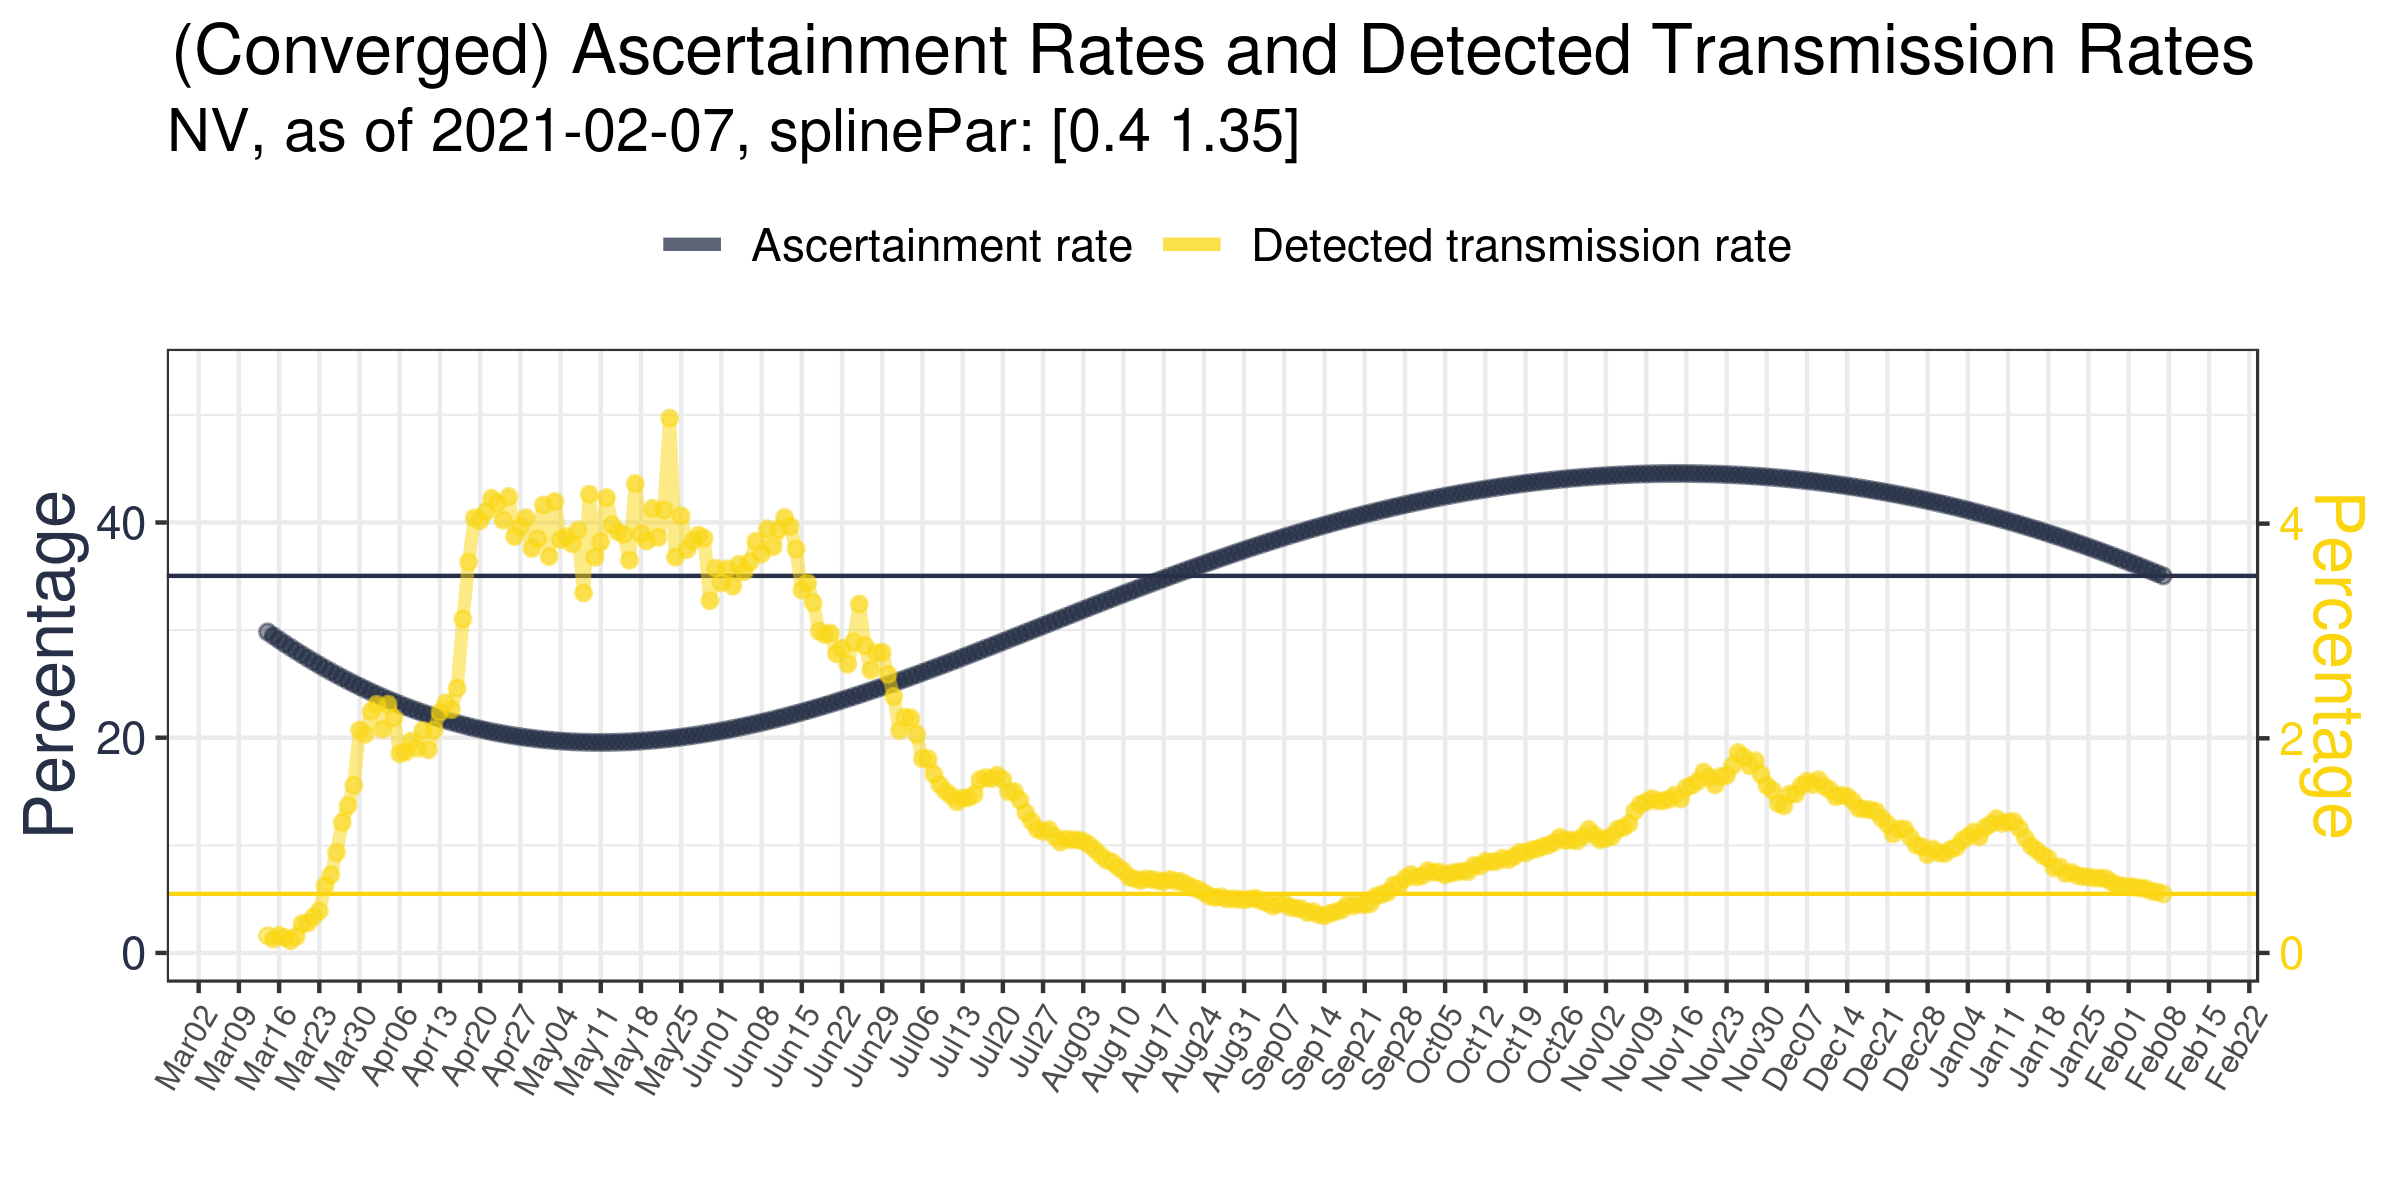 (Converged) Ascertainment Rates and Detected Transmission Rates
NV, as of 2021-02-07, splinePar: [0.4 1.35]
Ascertainment rate Detected transmission rate
Percentage
40
20
0
4
2
0
Percentage
Mar02 Mar09 Mar16 Mar23 Mar30 Apr06 Apr13 Apr20 Apr27 May04 May11 May18 May25 Jun01 Jun08 Jun15 Jun22 Jun29 Jul06 Jul13 Jul20 Jul27 Aug03 Aug10 Aug17 Aug24 Aug31 Sep07 Sep14 Sep21 Sep28 Oct05 Oct12 Oct19 Oct26 Nov02 Nov09 Nov16 Nov23 Nov30 Dec07 Dec14 Dec21 Dec28 Jan04 Jan11 Jan18 Jan25 Feb01 Feb08 Feb15 Feb22